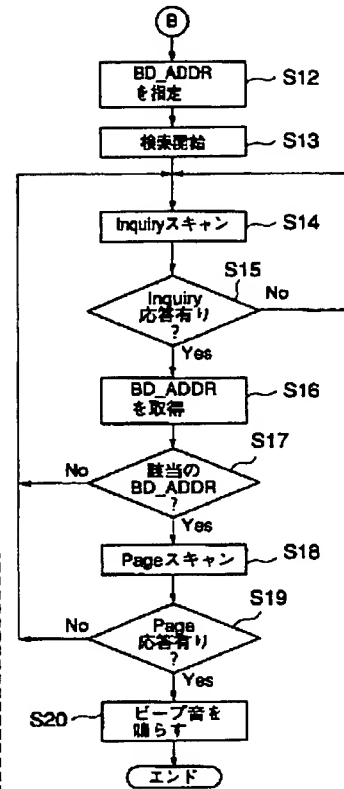 B
BD_ADDR
を指定
S12
検索開始
S13
Inquiryスキャン
S14
S15
Inquiry
応答有り
?
No
Yes
BD_ADDR
を取得
S16
S17
No
該当の
BD_ADDR
?
Yes
Pageスキャン
S18
S19
No
Page
応答有り
?
Yes
S20
ビープ音を
鳴らす
エンド